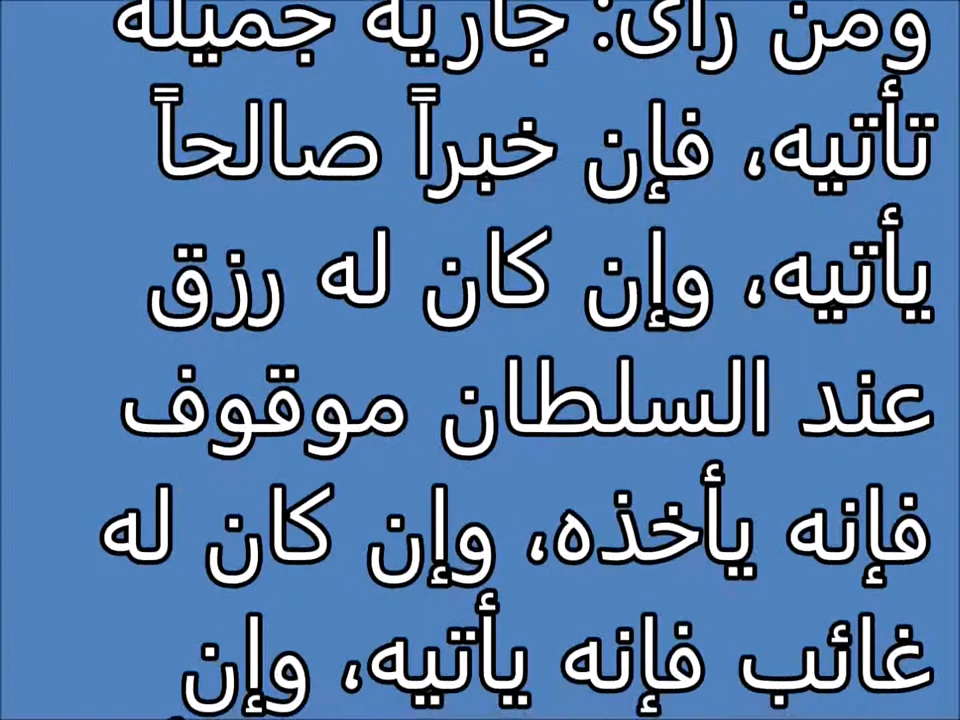 ومن رأى: جارية جميلة
تأتيه، فإن خبراً صالحاً
يأتيه، وإن كان له رزق
عند السلطان موقوف
فإنه يأخذه، وإن كان له
غائب فإنه يأتيه، وإن